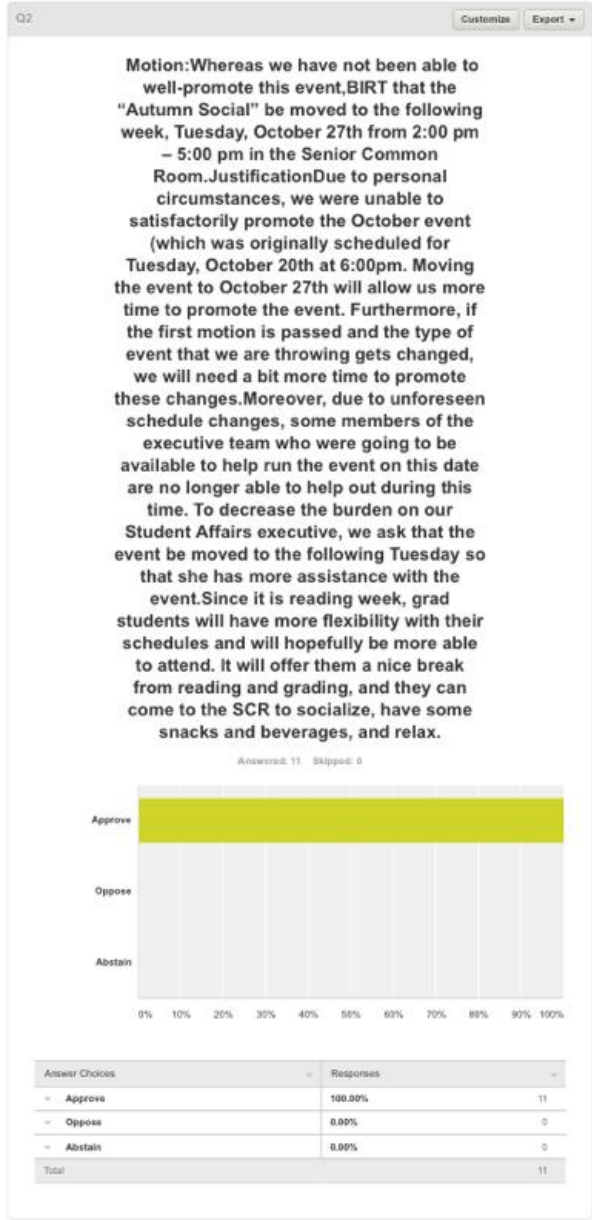 Q2
Customize
Export
Motion:Whereas we have not been able to
well-promote this event,BIRT that the
“Autumn Social” be moved to the following
week, Tuesday, October 27th from 2:00 pm
– 5:00 pm in the Senior Common
Room.JustificationDue to personal
circumstances, we were unable to
satisfactorily promote the October event
(which was originally scheduled for
Tuesday, October 20th at 6:00pm. Moving
the event to October 27th will allow us more
time to promote the event. Furthermore, if
the first motion is passed and the type of
event that we are throwing gets changed,
we will need a bit more time to promote
these changes.Moreover, due to unforeseen
schedule changes, some members of the
executive team who were going to be
available to help run the event on this date
are no longer able to help out during this
time. To decrease the burden on our
Student Affairs executive, we ask that the
event be moved to the following Tuesday so
that she has more assistance with the
event.Since it is reading week, grad
students will have more flexibility with their
schedules and will hopefully be more able
to attend. It will offer them a nice break
from reading and grading, and they can
come to the SCR to socialize, have some
snacks and beverages, and relax.
Answered: 11 Skipped: 0
Approve
Oppose
Abstain
0% 10% 20% 30% 40% 50% 60% 70% 80% 90% 100%
Answer Choices Responses
Approve 100.00% 11
Oppose 0.00% 0
Abstain 0.00% 0
Total 11